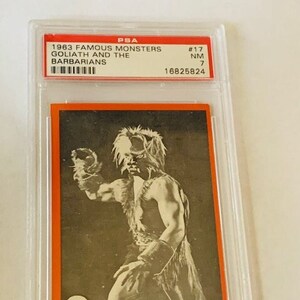 PSA
1963 FAMOUS MONSTERS #17
GOLIATH AND THE NM
BARBARIANS 7
16825824